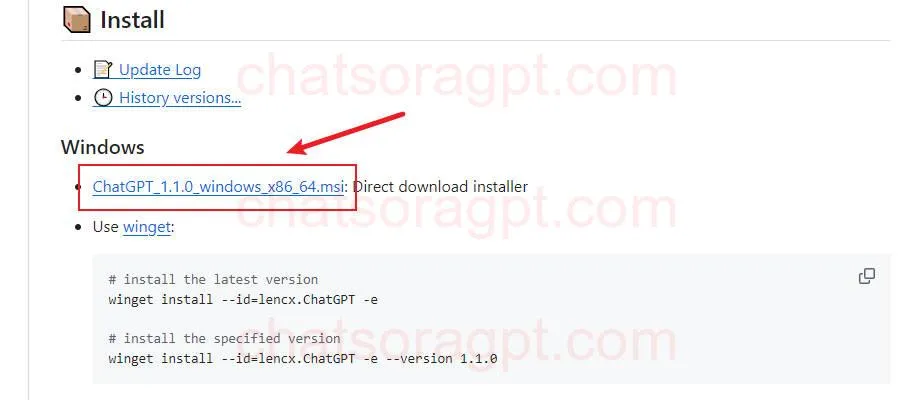 Install
Update Log
History versions...
chatsoragpt.com
Windows
ChatGPT_1.1.0_windows_x86_64.msi: Direct download installer
chatsoragpt.com
Use winget:
# install the latest version
winget install --id=lencx.ChatGPT -e
# install the specified version
chatsoragpt.com
winget install --id=lencx.ChatGPT -e --version 1.1.0